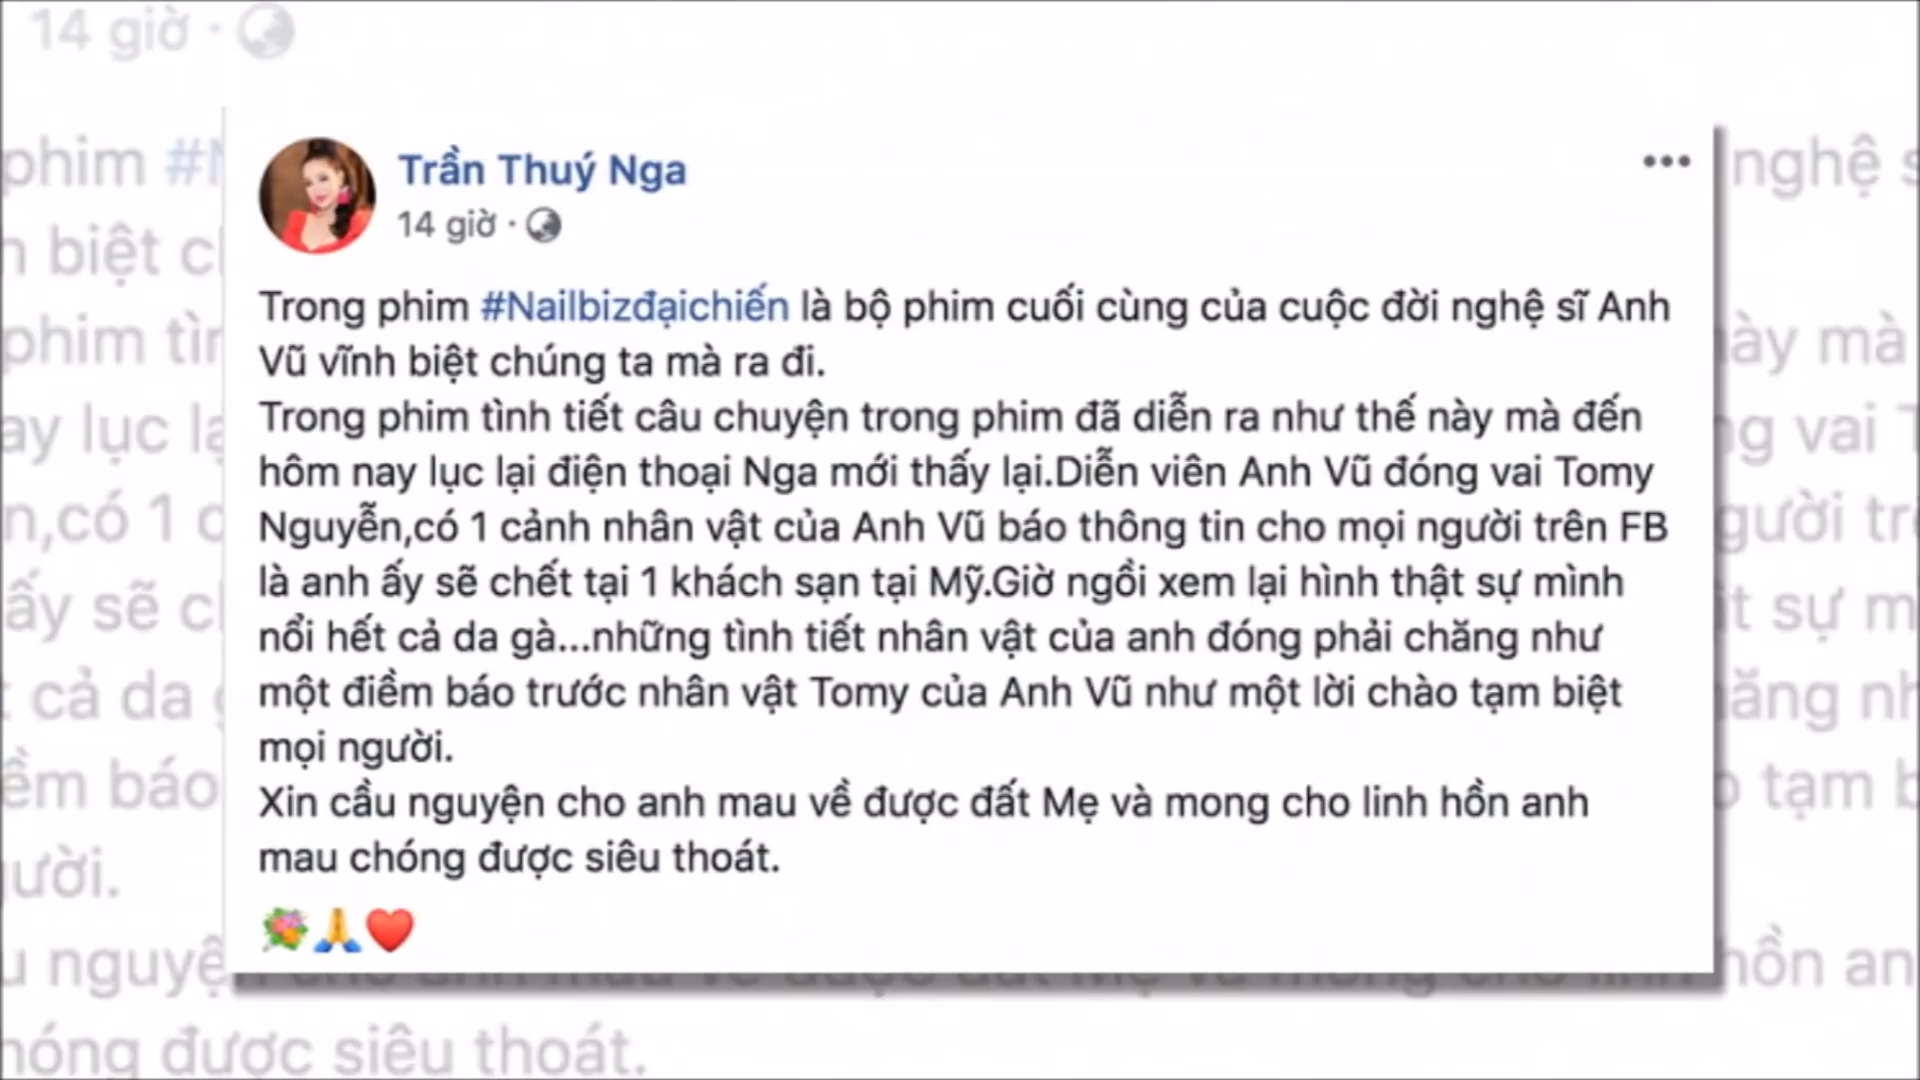 14 giờ ·
Trần Thuý Nga
14 giờ ·
Trong phim #Nailbizđạichiến là bộ phim cuối cùng của cuộc đời nghệ sĩ Anh
Vũ vĩnh biệt chúng ta mà ra đi.
Trong phim tình tiết câu chuyện trong phim đã diễn ra như thế này mà đến
hôm nay lục lại điện thoại Nga mới thấy lại.Diễn viên Anh Vũ đóng vai Tomy
Nguyễn,có 1 cảnh nhân vật của Anh Vũ báo thông tin cho mọi người trên FB
là anh ấy sẽ chết tại 1 khách sạn tại Mỹ.Giờ ngồi xem lại hình thật sự mình
nổi hết cả da gà...những tình tiết nhân vật của anh đóng phải chăng như
một điềm báo trước nhân vật Tomy của Anh Vũ như một lời chào tạm biệt
mọi người.
Xin cầu nguyện cho anh mau về được đất Mẹ và mong cho linh hồn anh
mau chóng được siêu thoát.